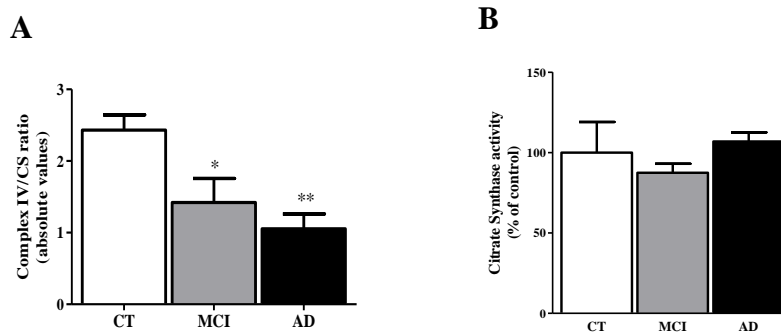 A
Complex IV/CS ratio
(absolute values)
3
2
1
0
*
**
CT MCI AD
B
Citrate Synthase activity
(% of control)
150
100
50
0
CT MCI AD